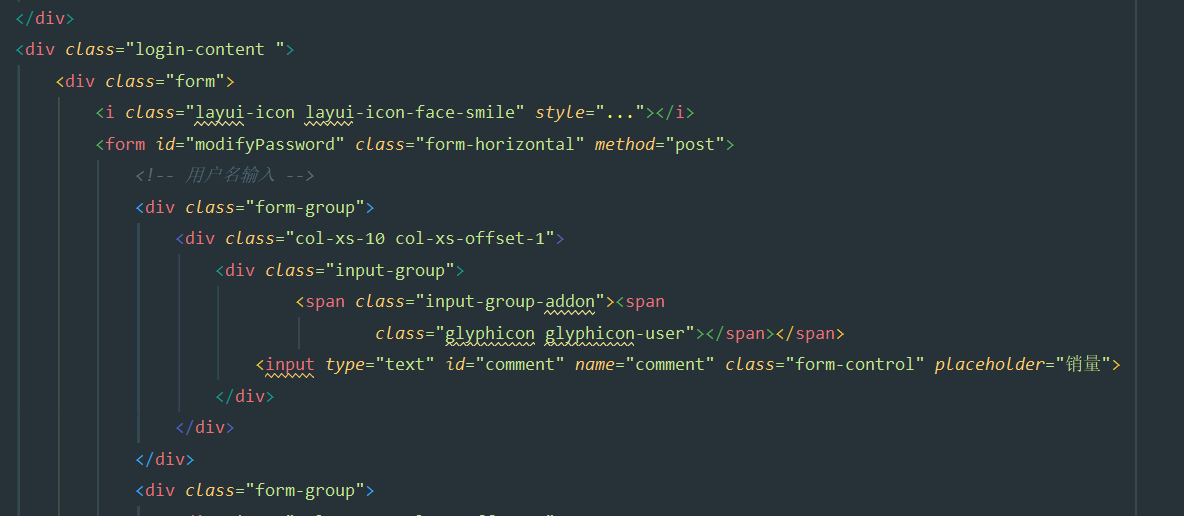 </div>
<div class="login-content ">
<div class="form">
<i class="layui-icon layui-icon-face-smile" style="..."></i>
<form id="modifyPassword" class="form-horizontal" method="post">
<!-- 用户名输入 -->
<div class="form-group">
<div class="col-xs-10 col-xs-offset-1">
<div class="input-group">
<span class="input-group-addon"><span
class="glyphicon glyphicon-user"></span></span>
<input type="text" id="comment" name="comment" class="form-control" placeholder="销量">
</div>
</div>
</div>
<div class="form-group">